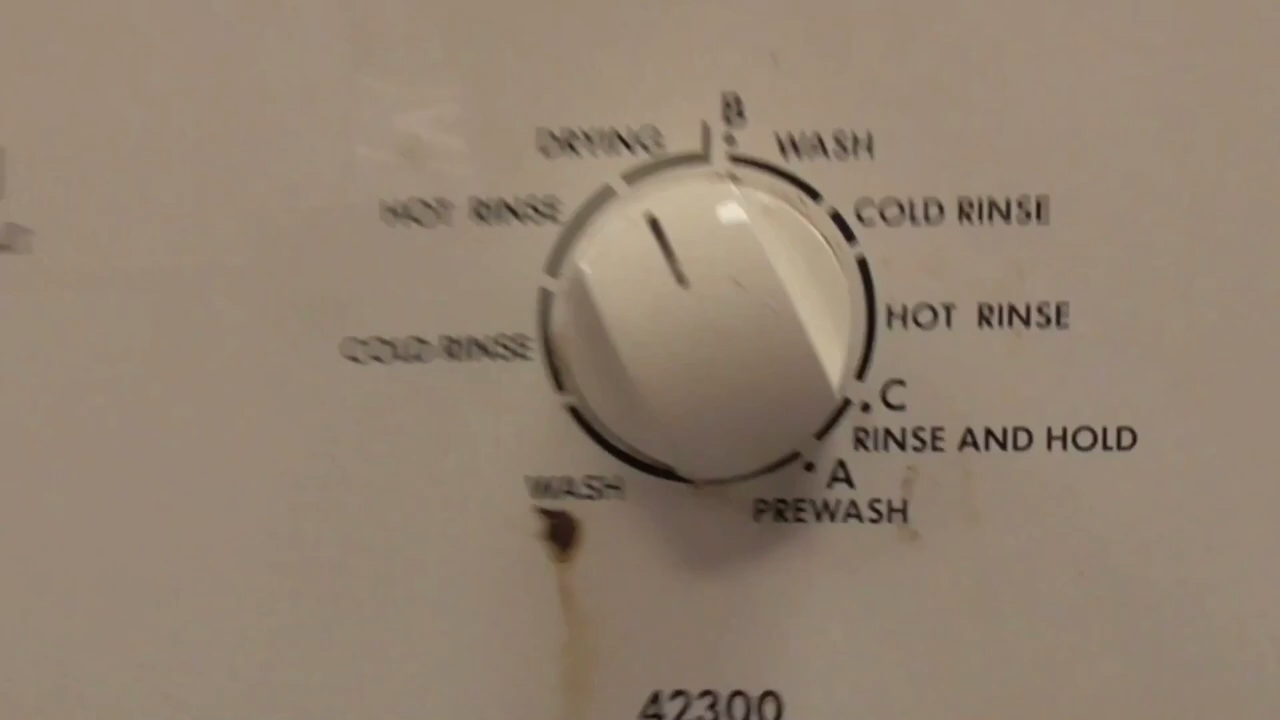 B
DRYING
WASH
HOT RINSE
COLD RINSE
HOT RINSE
COLD RINSE
C
RINSE AND HOLD
A
WASH
PREWASH
42300